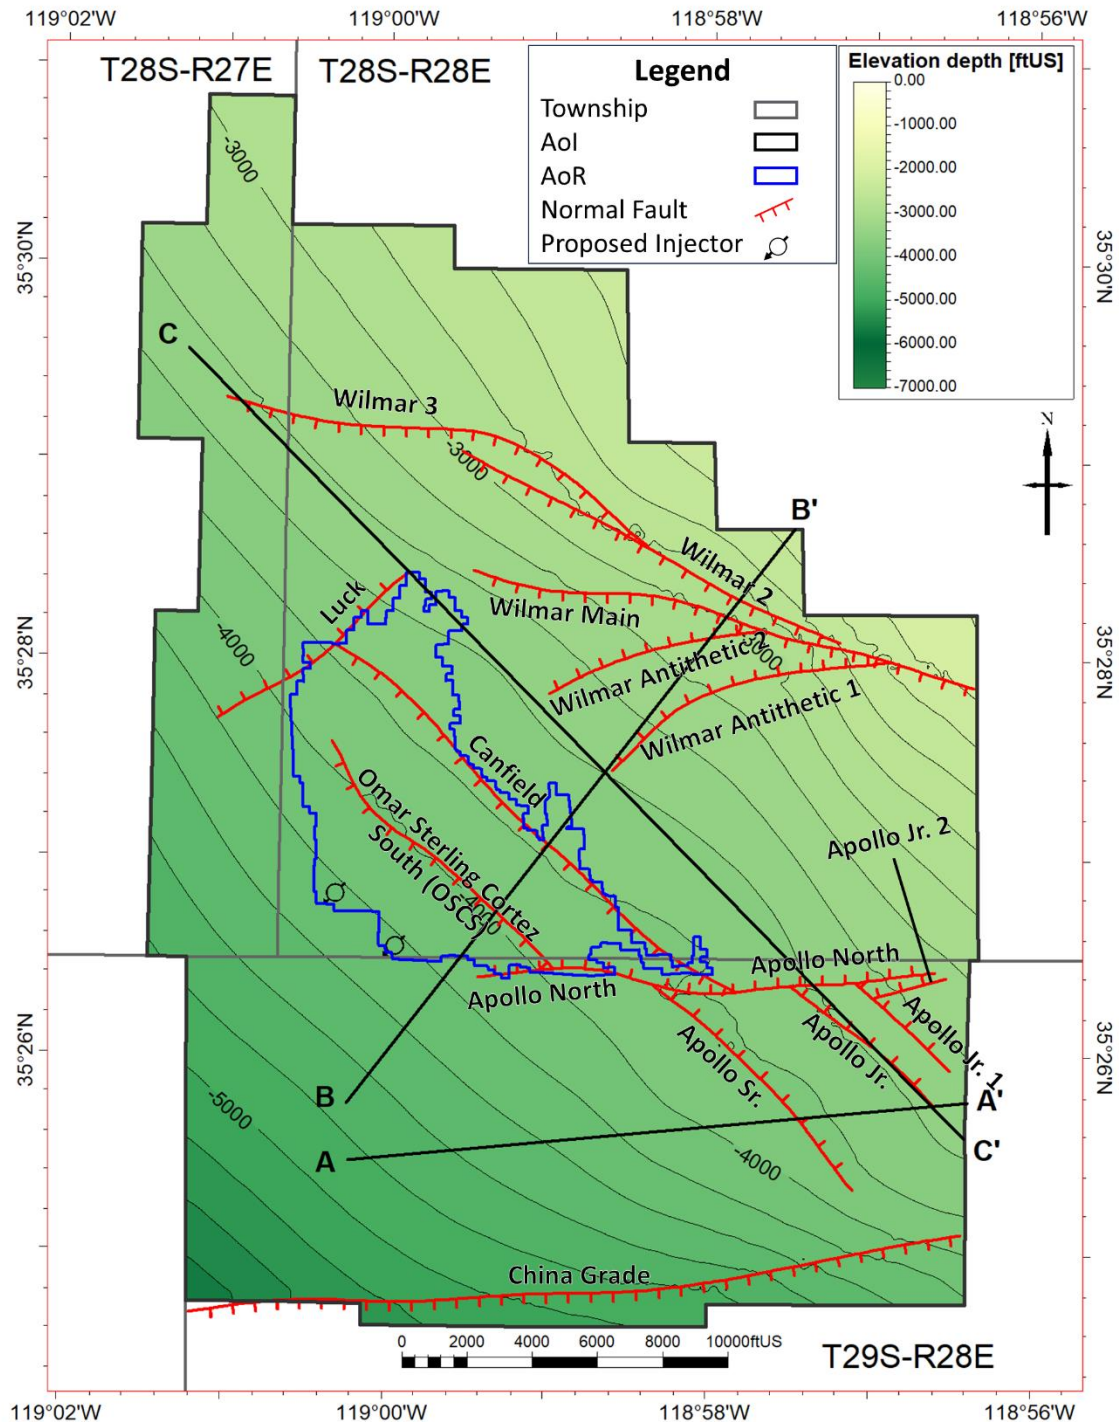 119°02'W 119°00'W 118°58'W 118°56'W
T28S-R27E
T28S-R28E
Legend
Township
AoI
AoR
Normal Fault
Proposed Injector
Elevation depth [ftUS]
0.00
-1000.00
-2000.00
-3000.00
-4000.00
-5000.00
-6000.00
-7000.00
-3000
35°30'N
35°30'N
C
Wilmar 3
N
-3000
B'
Wilmar 2
Luck
Wilmar Main
35°28'N
-4000
-3000
35°28'N
Wilmar Antithetic 2
Wilmar Antithetic 1
Canfield
Omar Sterling Cortez
South (OSCS)
-4000
Apollo Jr. 2
Apollo North
Apollo North
35°26'N
Apollo Sr.
Apollo Jr.
Apollo Jr. 1
35°26'N
B
-5000
A'
A
C'
-4000
China Grade
0 2000 4000 6000 8000 10000ftUS
T29S-R28E
119°02'W 119°00'W 118°58'W 118°56'W